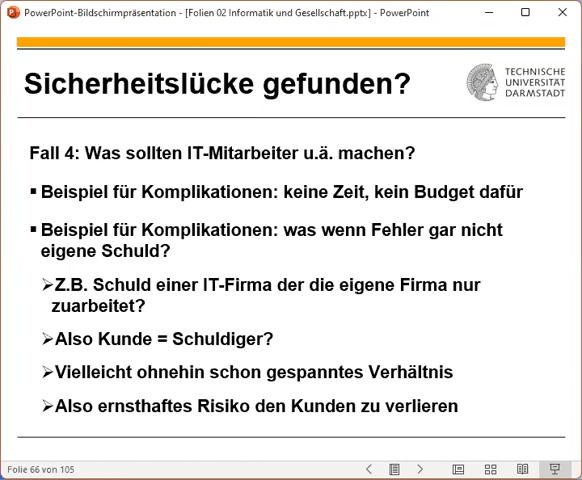 PowerPoint-Bildschirmpräsentation - [Folien 02 Informatik und Gesellschaft.pptx] - PowerPoint
Sicherheitslücke gefunden?
TECHNISCHE
UNIVERSITÄT
DARMSTADT
Fall 4: Was sollten IT-Mitarbeiter u.ä. machen?
▪ Beispiel für Komplikationen: keine Zeit, kein Budget dafür
▪ Beispiel für Komplikationen: was wenn Fehler gar nicht
eigene Schuld?
➢Z.B. Schuld einer IT-Firma der die eigene Firma nur
zuarbeitet?
➢Also Kunde = Schuldiger?
➢Vielleicht ohnehin schon gespanntes Verhältnis
➢Also ernsthaftes Risiko den Kunden zu verlieren
Folie 66 von 105